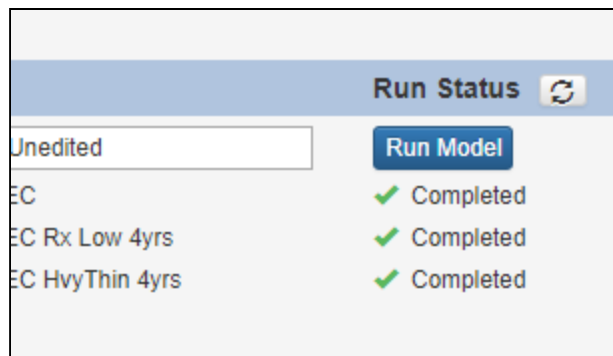 Run Status
Unedited Run Model
EC Completed
EC Rx Low 4yrs Completed
EC HvyThin 4yrs Completed